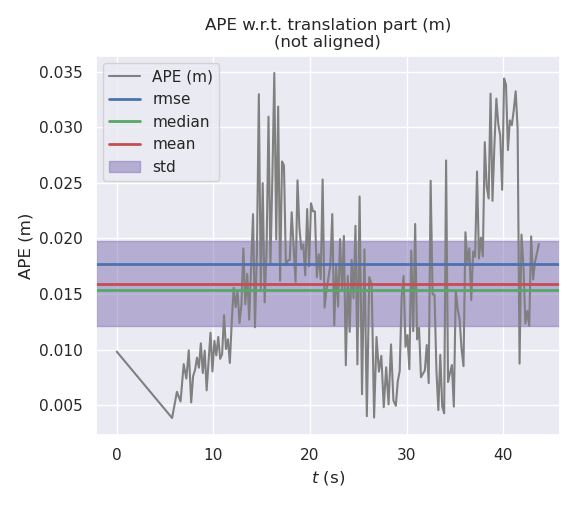 APE w.r.t. translation part (m)
(not aligned)
APE (m)
rmse
median
mean
std
0.035
0.030
0.025
0.020
0.015
0.010
0.005
APE (m)
0 10 20 30 40
t (s)